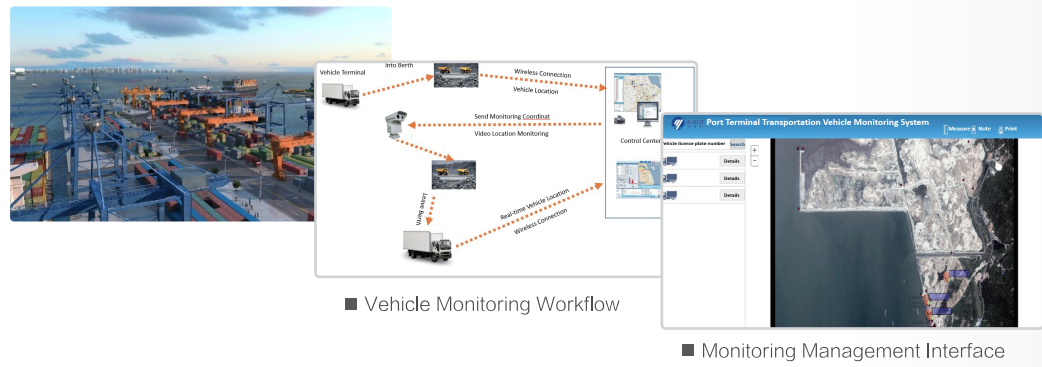 Into Berth
Vehicle Terminal
Wireless Connection
Vehicle Location
Send Monitoring Coordinat
Video Location Monitoring
Control Center
Leave Berth
Real-time Vehicle Location
Wireless Connection
Vehicle Monitoring Workflow
Port Terminal Transportation Vehicle Monitoring System
Measure Note Print
Vehicle license plate number Search
Details
Details
Details
Monitoring Management Interface